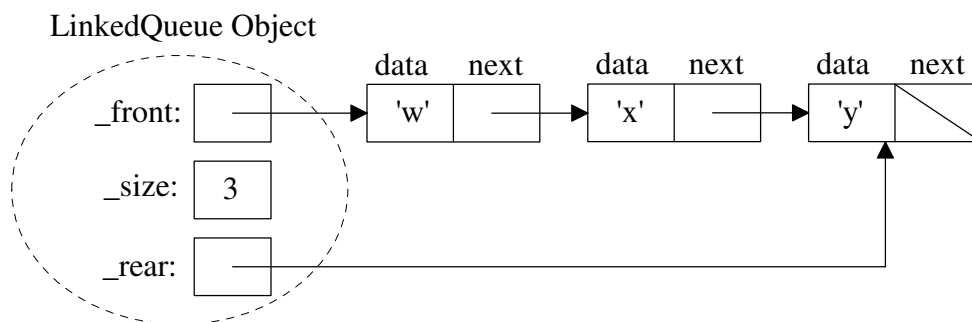 LinkedQueue Object
data next data next data next
_front: 'w' 'x' 'y'
_size: 3
_rear: